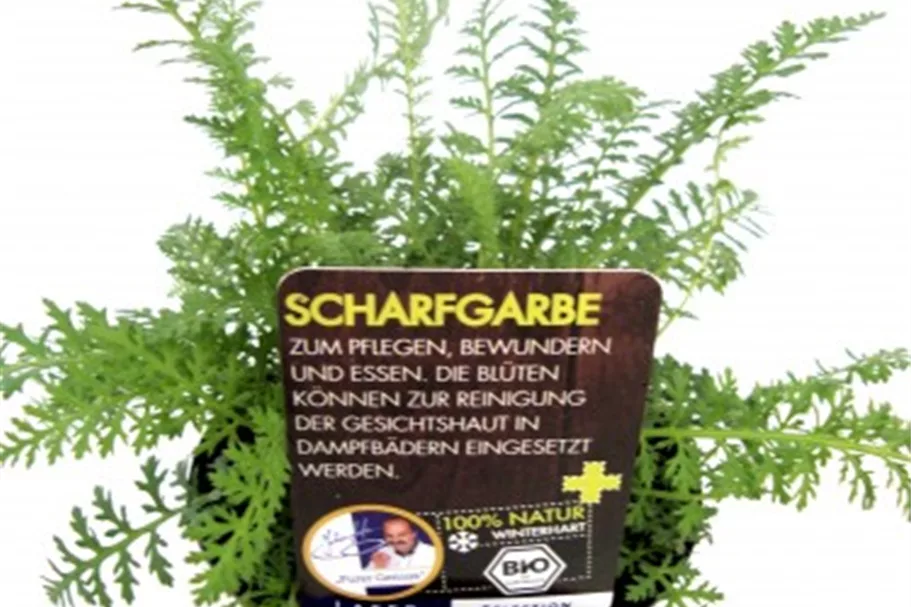 SCHARFGARBE
ZUM PFLEGEN, BEWUNDERN
UND ESSEN. DIE BLÜTEN
KÖNNEN ZUR REINIGUNG
DER GESICHTSHAUT IN
DAMPFBÄDERN EINGESETZT
WERDEN.
100% NATUR
WINTERHART
BIO